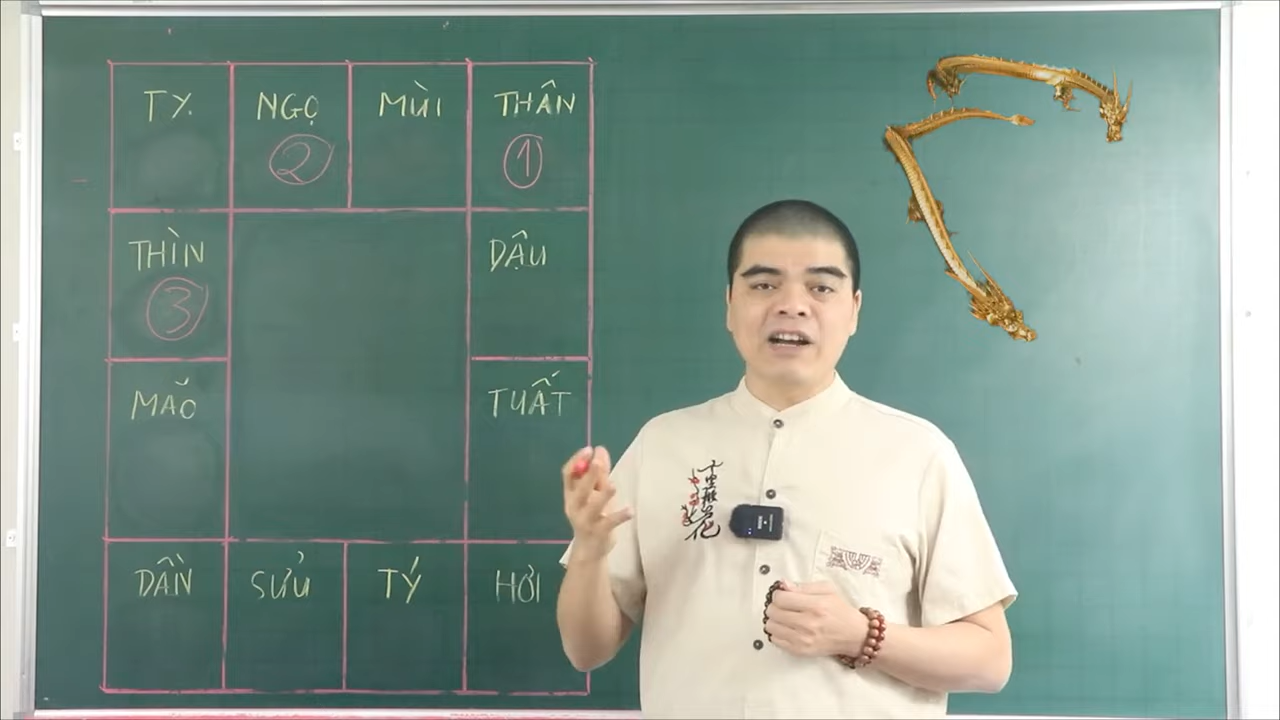 TỴ NGỌ MÙI THÂN
2 1
THÌN DẬU
3
MÃO TUẤT
DẦN SỬU TÝ HỢI